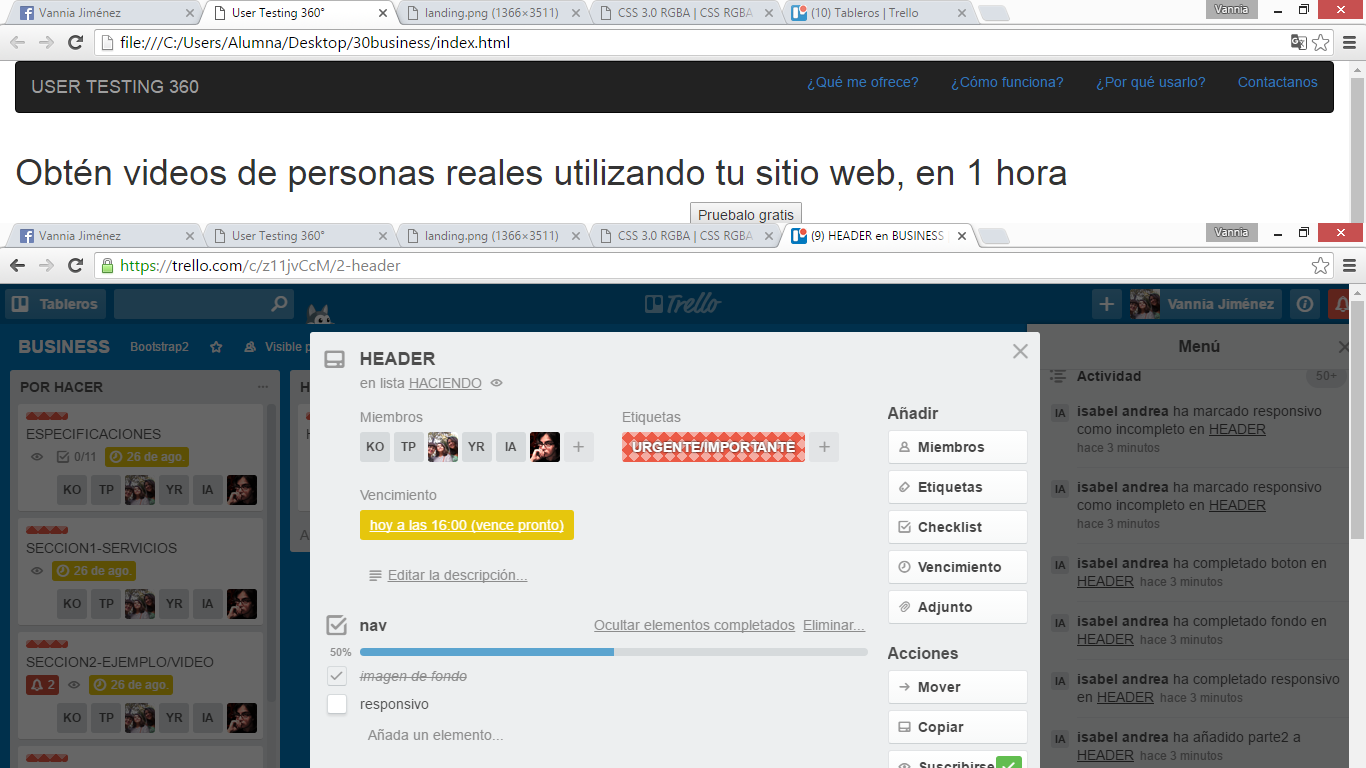 Vannia Jiménez
User Testing 360°
landing.png (1366×3511)
CSS 3.0 RGBA | CSS RGBA
(10) Tableros | Trello
Vannia
file:///C:/Users/Alumna/Desktop/30business/index.html
USER TESTING 360
¿Qué me ofrece?
¿Cómo funciona?
¿Por qué usarlo?
Contactanos
Obtén videos de personas reales utilizando tu sitio web, en 1 hora
Pruebalo gratis
Vannia Jiménez
User Testing 360°
landing.png (1366×3511)
CSS 3.0 RGBA | CSS RGBA
(9) HEADER en BUSINESS
Vannia
https://trello.com/c/z11jvCcM/2-header
Tableros
Trello
Vannia Jiménez
BUSINESS
Bootstrap2
Visible p
POR HACER
ESPECIFICACIONES
0/11
26 de ago.
KO TP YR IA
SECCION1-SERVICIOS
26 de ago.
KO TP YR IA
SECCION2-EJEMPLO/VIDEO
2
26 de ago.
KO TP YR IA
HEADER
en lista HACIENDO
Miembros
KO TP YR IA +
Etiquetas
URGENTE/IMPORTANTE +
Vencimiento
hoy a las 16:00 (vence pronto)
Editar la descripción...
nav
Ocultar elementos completados
Eliminar...
50%
imagen de fondo
responsivo
Añada un elemento...
Añadir
Miembros
Etiquetas
Checklist
Vencimiento
Adjunto
Acciones
Mover
Copiar
Suscribirse
Menú
Actividad
50+
IA
isabel andrea ha marcado responsivo
como incompleto en HEADER
hace 3 minutos
IA
isabel andrea ha marcado responsivo
como incompleto en HEADER
hace 3 minutos
IA
isabel andrea ha completado boton en
HEADER hace 3 minutos
IA
isabel andrea ha completado fondo en
HEADER hace 3 minutos
IA
isabel andrea ha completado responsivo
en HEADER hace 3 minutos
IA
isabel andrea ha añadido parte2 a
HEADER hace 3 minutos